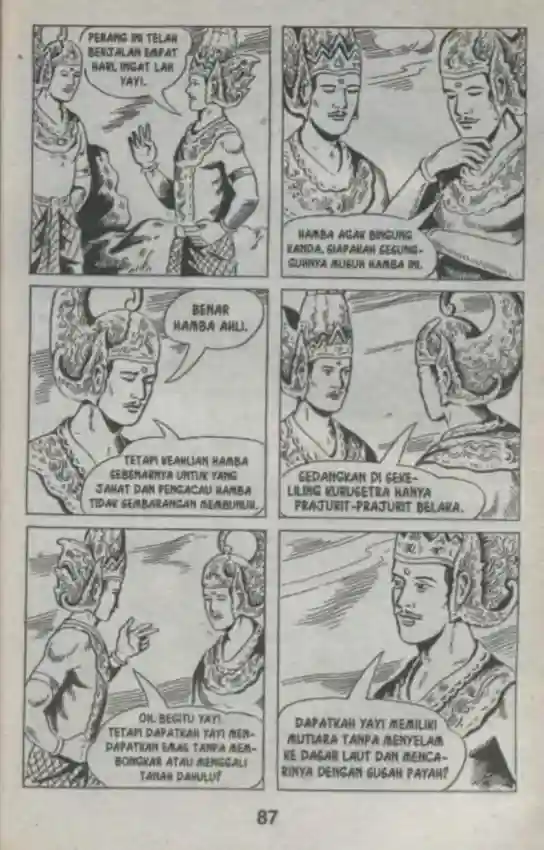 PERANG INI TELAH
BERJALAN EMPAT
HARI, INGAT LAH
YAYI.
HAMBA AGAK BINGUNG
KANDA, SIAPAKAH SESUNG-
GUHNYA MUSUH HAMBA INI.
BENAR
HAMBA AHLI.
TETAPI KEAHLIAN HAMBA
SEBENARNYA UNTUK YANG
JAHAT DAN PENGACAU HAMBA
TIDAK SEMBARANGAN MEMBUNUH.
SEDANGKAN DI SEKE-
LILING KURUSETRA HANYA
PRAJURIT-PRAJURIT BELAKA.
OH, BEGITU YAYI.
TETAPI DAPATKAH YAYI MEN-
DAPATKAN EMAS TANPA MEM-
BONGKAR ATAU MENGGALI
TANAH DAHULU?
DAPATKAH YAYI MEMILIKI
MUTIARA TANPA MENYELAM
KE DASAR LAUT DAN MENCA-
RINYA DENGAN SUSAH PAYAH?
87